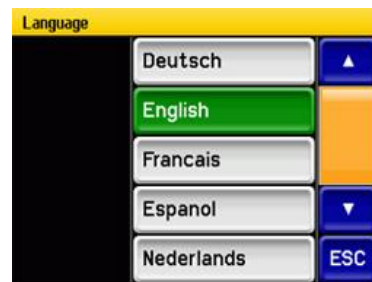 Language
Deutsch
English
Francais
Espanol
Nederlands
ESC